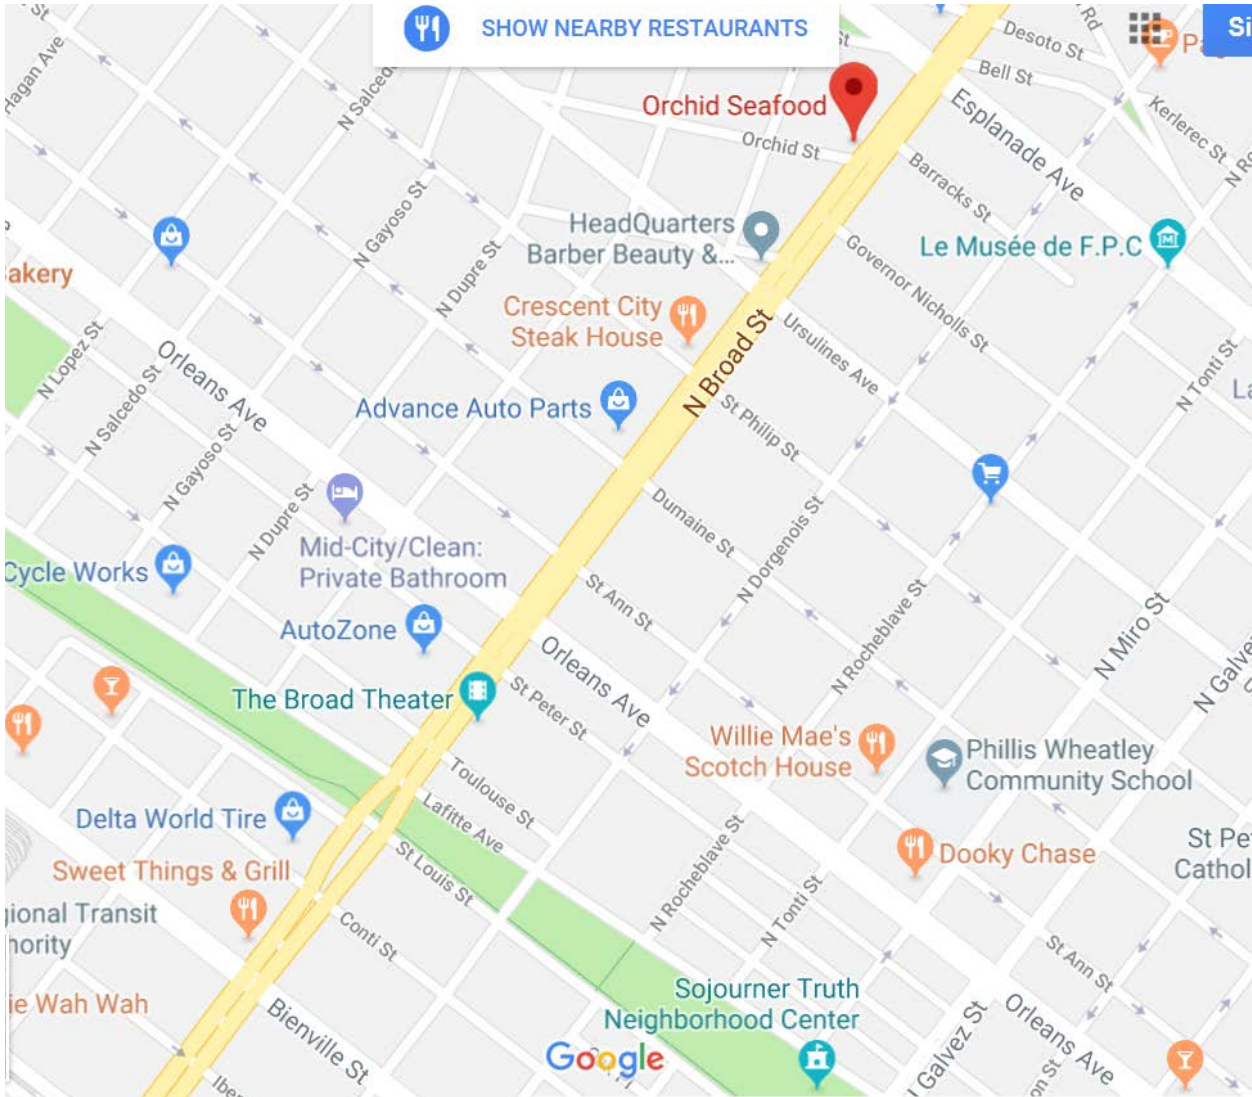 SHOW NEARBY RESTAURANTS
Desoto St
Bell St
Hagan Ave
N Salcedo
Orchid Seafood
Orchid St
Esplanade Ave
Kerlerec St
Barracks St
N Gayoso St
N Dupre St
HeadQuarters
Barber Beauty &...
Le Musée de F.P.C
Governor Nicholls St
Crescent City
Steak House
N Broad St
Ursulines Ave
N Tonti St
N Lopez St
Orleans Ave
N Salcedo St
Advance Auto Parts
St Philip St
N Gayoso St
N Dupre St
Mid-City/Clean:
Private Bathroom
Dumaine St
N Dorgenois St
Cycle Works
AutoZone
St Ann St
N Rocheblave St
N Miro St
Orleans Ave
The Broad Theater
St Peter St
Willie Mae's
Scotch House
Phillis Wheatley
Community School
Toulouse St
Lafitte Ave
Delta World Tire
St Louis St
Sweet Things & Grill
Dooky Chase
Conti St
N Rocheblave St
N Tonti St
St Ann St
Transit
Wah Wah
Sojourner Truth
Neighborhood Center
Bienville St
Galvez St
Orleans Ave
Google